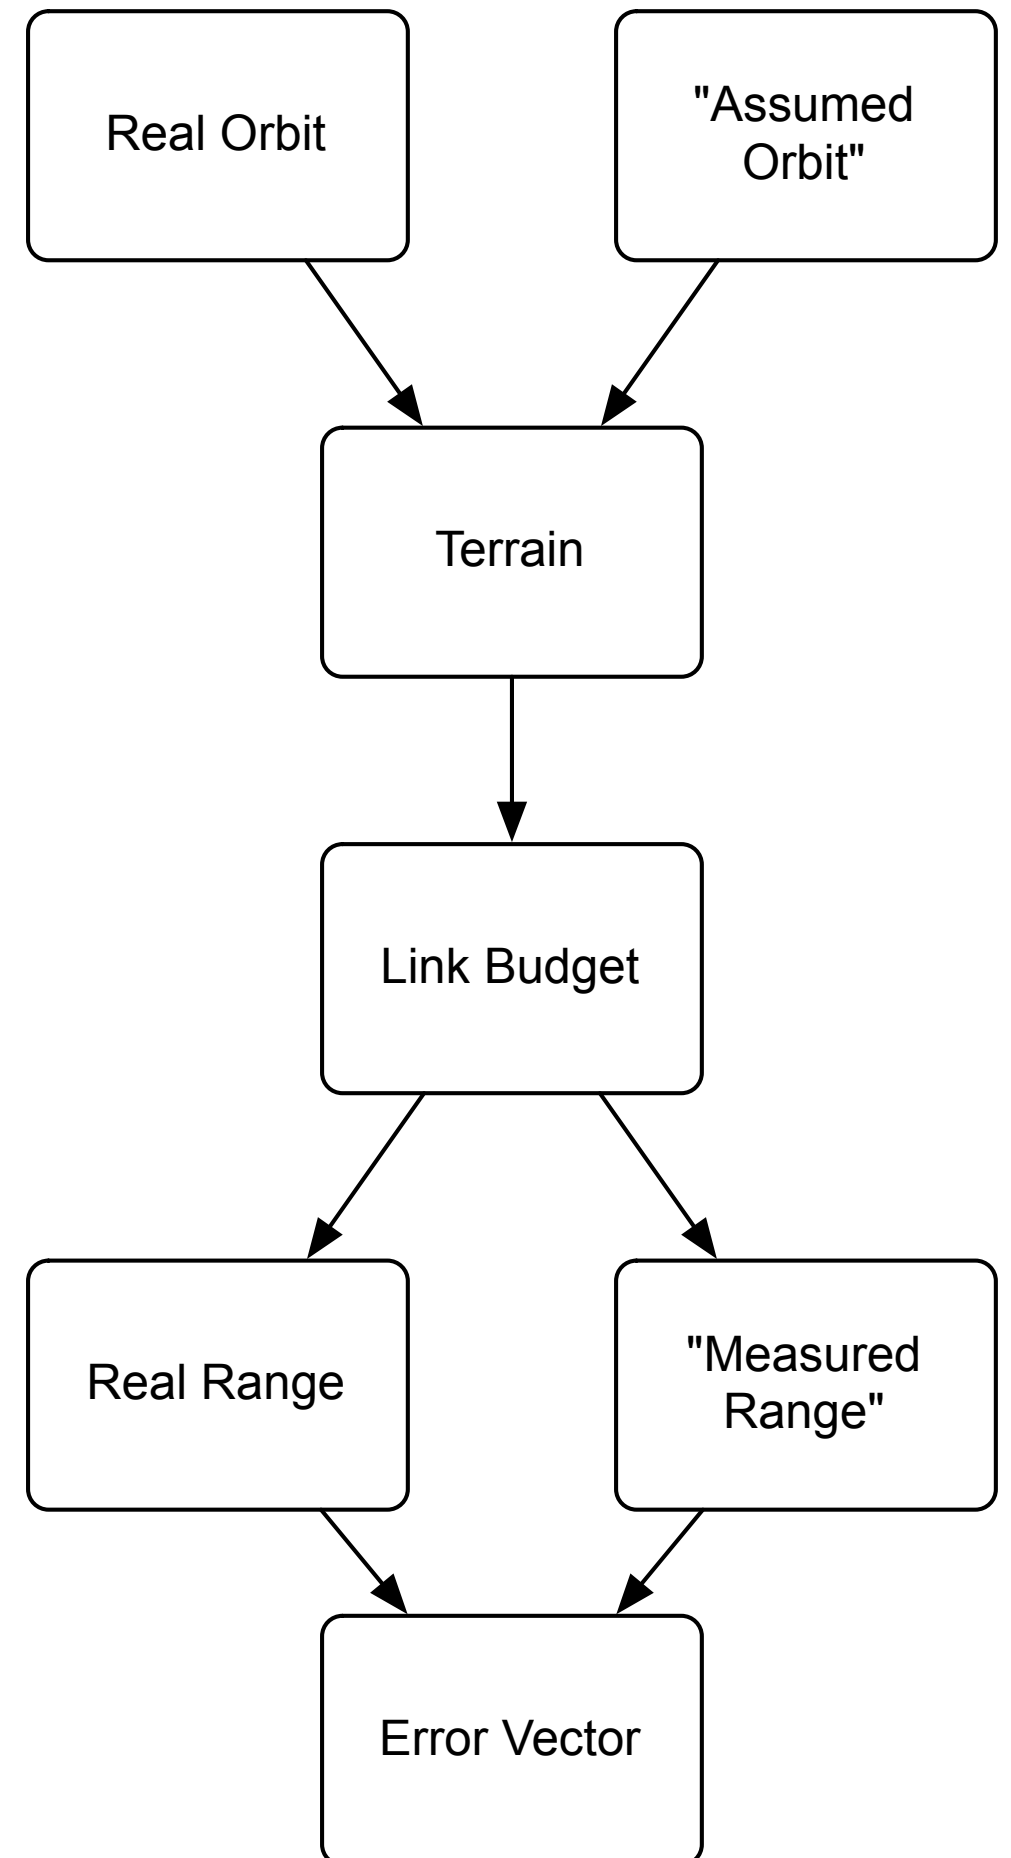 Real Orbit
"Assumed
Orbit"
Terrain
Link Budget
Real Range
"Measured
Range"
Error Vector